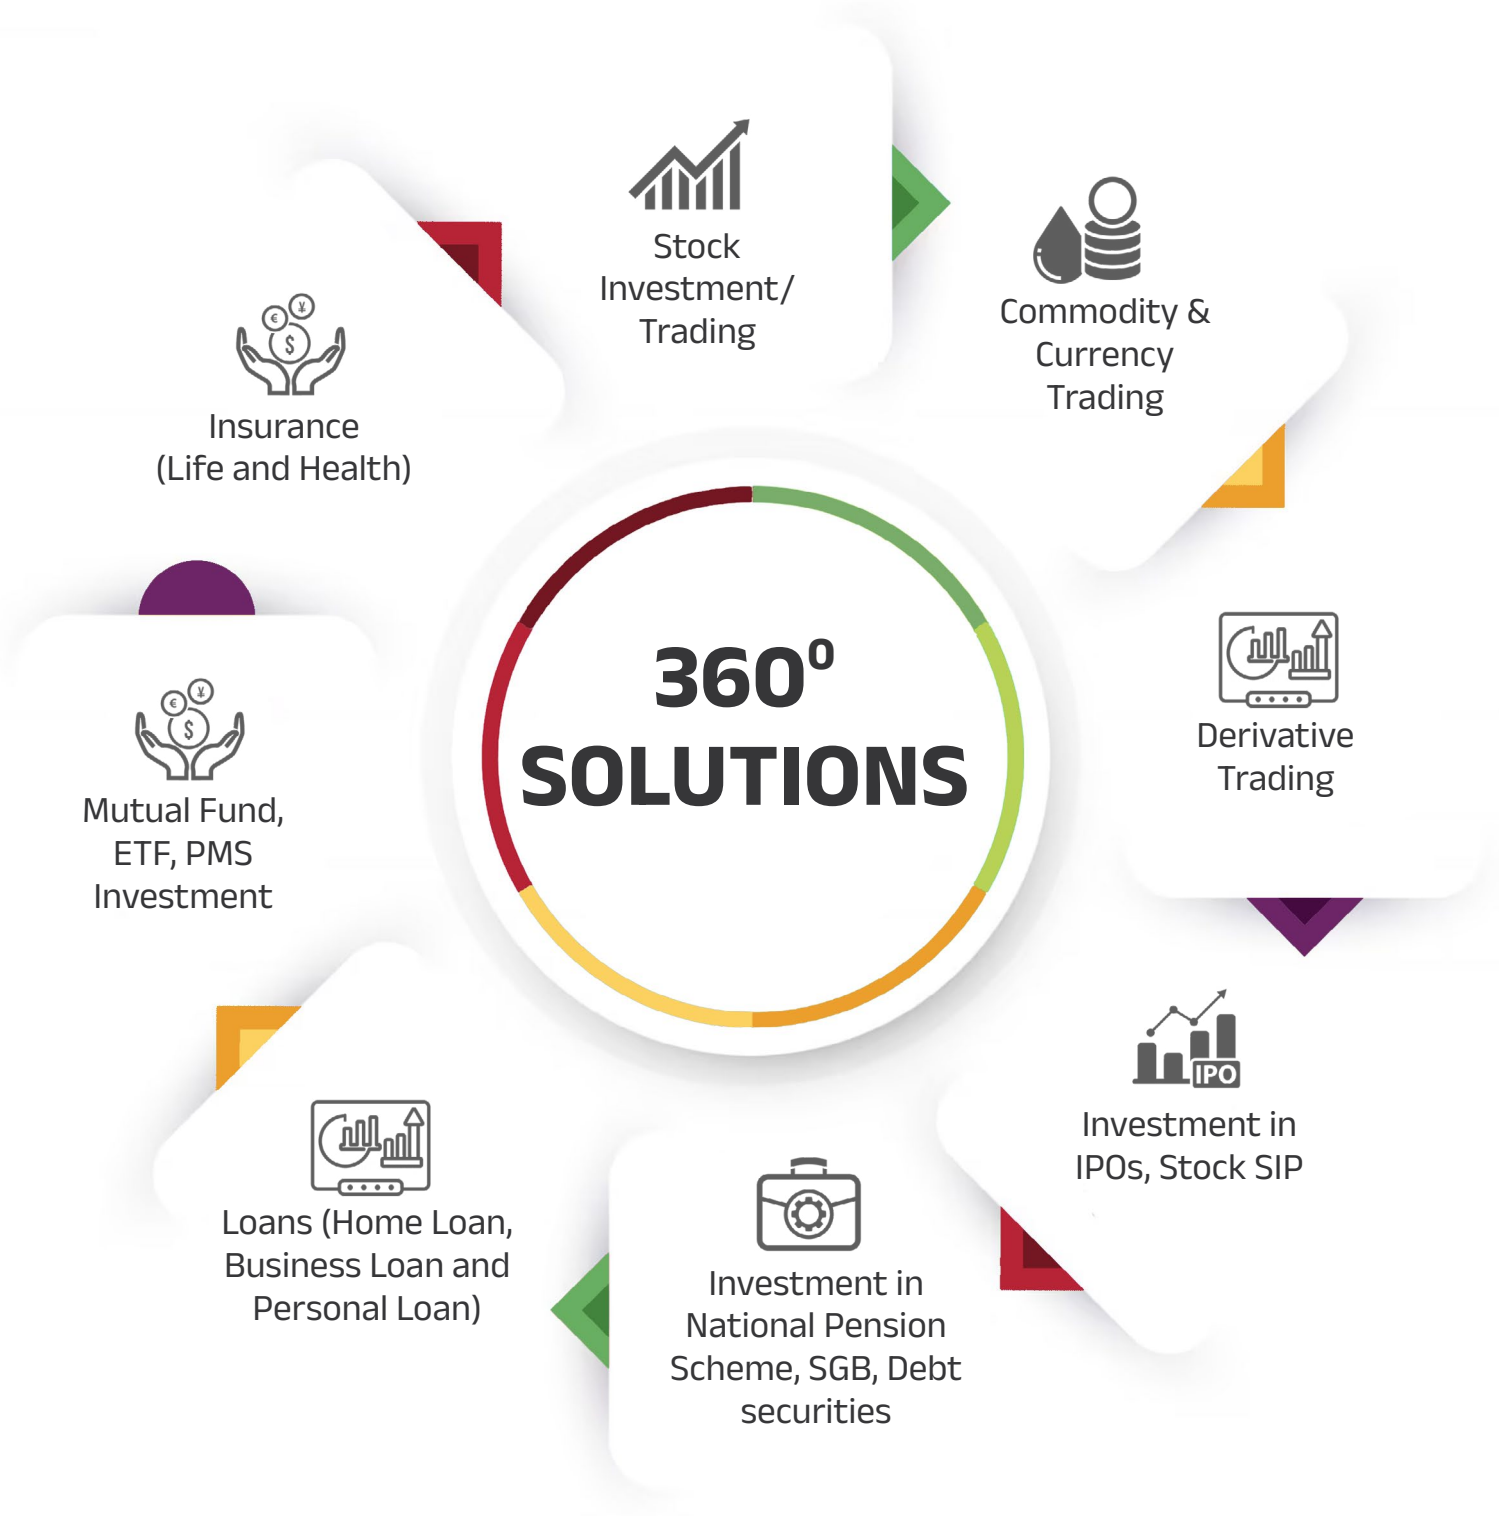 Stock
Investment/
Trading
Commodity &
Currency
Trading
Derivative
Trading
IPO
Investment in
IPOs, Stock SIP
Investment in
National Pension
Scheme, SGB, Debt
securities
Loans (Home Loan,
Business Loan and
Personal Loan)
€ ¥
$
Mutual Fund,
ETF, PMS
Investment
€ ¥
$
Insurance
(Life and Health)
360⁰
SOLUTIONS